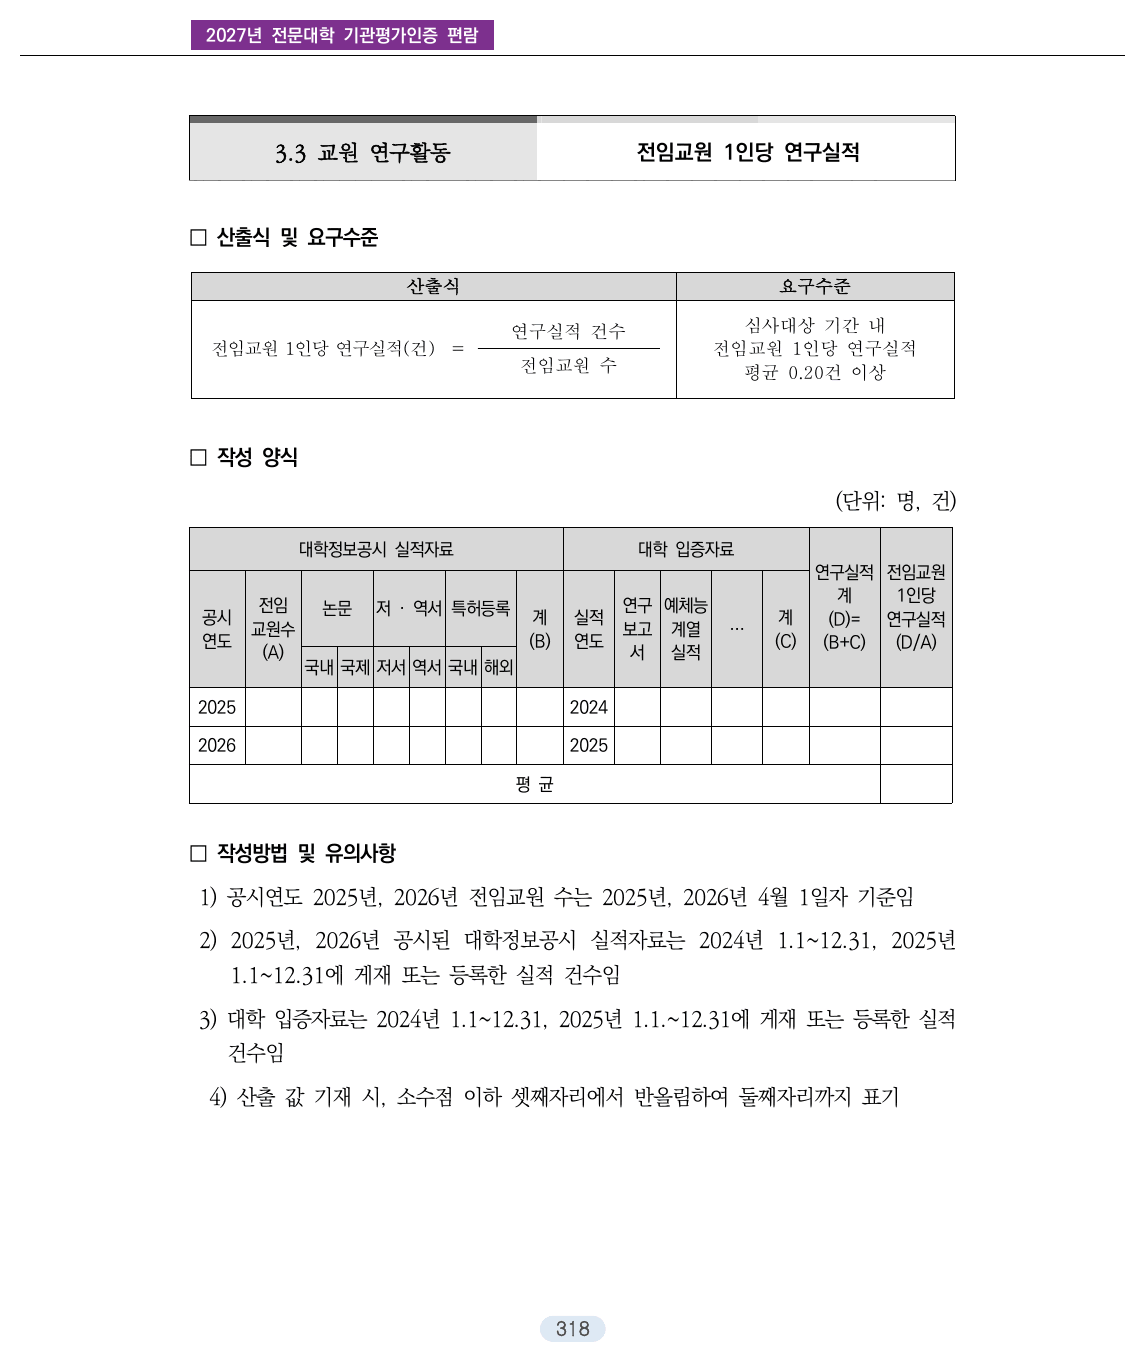 2027년 전문대학 기관평가인증 편람
3.3 교원 연구활동
전임교원 1인당 연구실적
□ 산출식 및 요구수준
산출식
요구수준
전임교원 1인당 연구실적(건) =
연구실적 건수
전임교원 수
심사대상 기간 내
전임교원 1인당 연구실적
평균 0.20건 이상
□ 작성 양식
(단위: 명, 건)
대학정보공시 실적자료
대학 입증자료
연구실적
계
(D)=
(B+C)
전임교원
1인당
연구실적
(D/A)
공시
연도
전임
교원수
(A)
논문
저 · 역서
특허등록
계
(B)
실적
연도
연구
보고
서
예체능
계열
실적
…
계
(C)
국내
국제
저서
역서
국내
해외
2025
2024
2026
2025
평 균
□ 작성방법 및 유의사항
1) 공시연도 2025년, 2026년 전임교원 수는 2025년, 2026년 4월 1일자 기준임
2) 2025년, 2026년 공시된 대학정보공시 실적자료는 2024년 1.1~12.31, 2025년
1.1~12.31에 게재 또는 등록한 실적 건수임
3) 대학 입증자료는 2024년 1.1~12.31, 2025년 1.1.~12.31에 게재 또는 등록한 실적
건수임
4) 산출 값 기재 시, 소수점 이하 셋째자리에서 반올림하여 둘째자리까지 표기
318